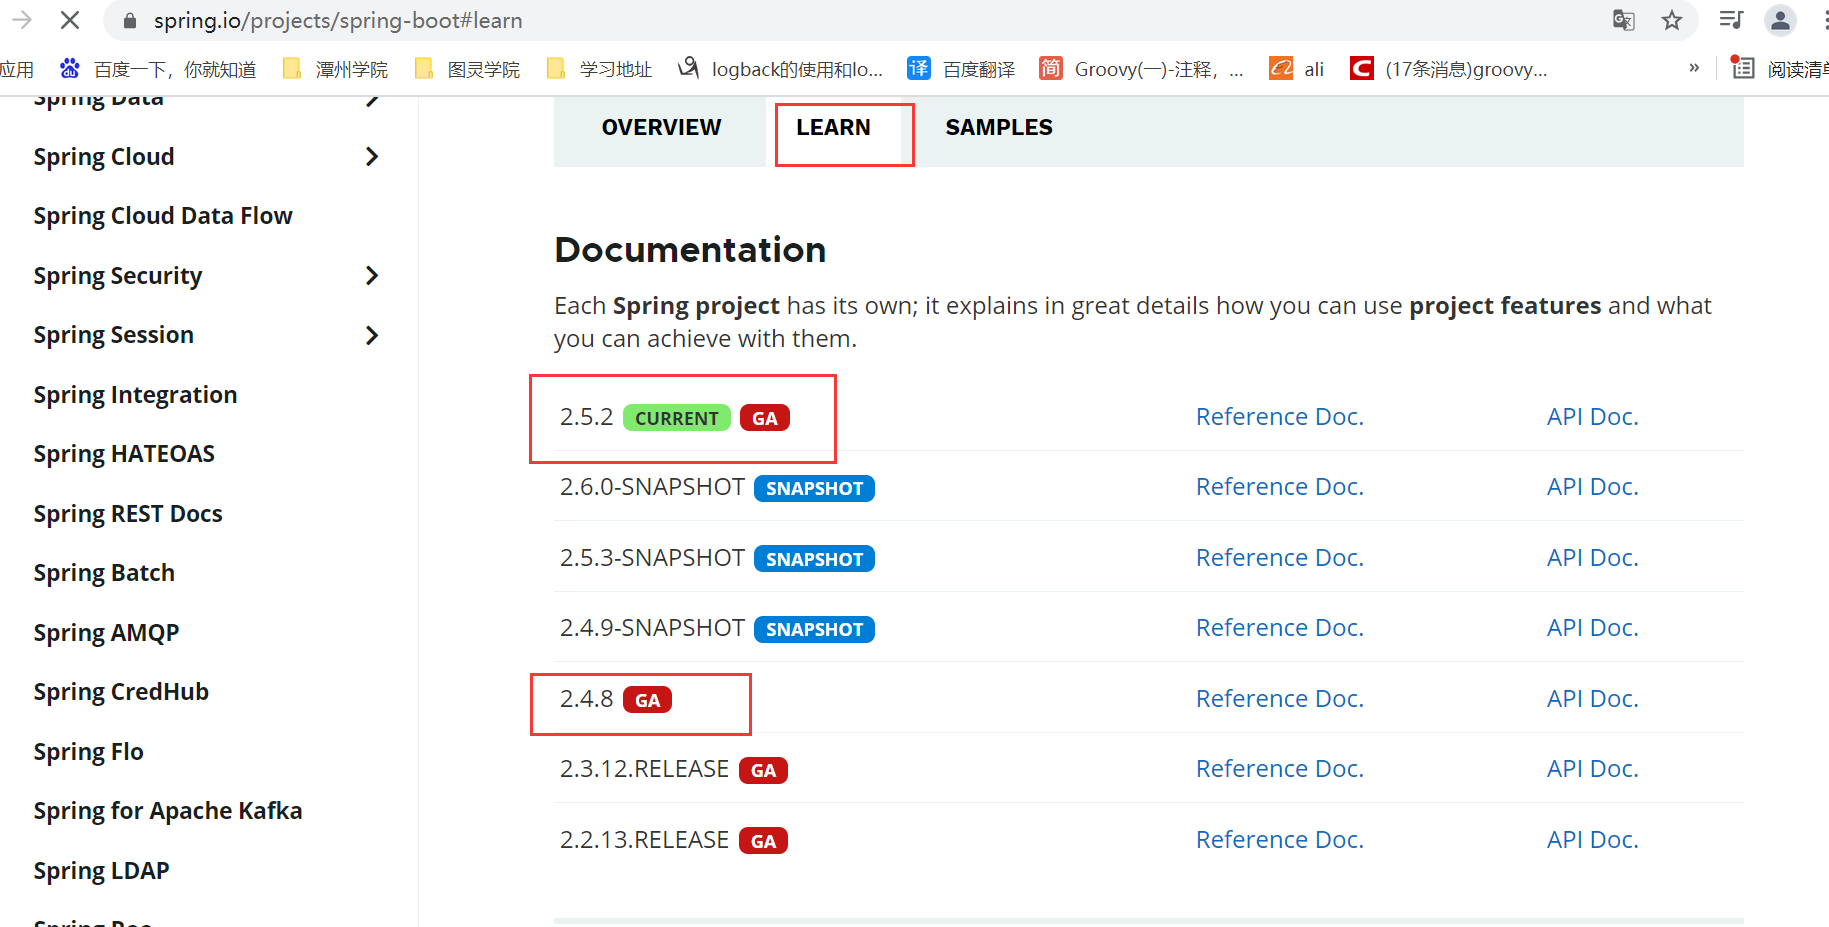 spring.io/projects/spring-boot#learn
应用 百度一下，你就知道 潭州学院 图灵学院 学习地址 logback的使用和lo... 译 百度翻译 简 Groovy(一)-注释，... ali C (17条消息)groovy... » 阅读清单
Spring Data
Spring Cloud
Spring Cloud Data Flow
Spring Security
Spring Session
Spring Integration
Spring HATEOAS
Spring REST Docs
Spring Batch
Spring AMQP
Spring CredHub
Spring Flo
Spring for Apache Kafka
Spring LDAP
OVERVIEW LEARN SAMPLES
Documentation
Each Spring project has its own; it explains in great details how you can use project features and what
you can achieve with them.
2.5.2 CURRENT GA Reference Doc. API Doc.
2.6.0-SNAPSHOT SNAPSHOT Reference Doc. API Doc.
2.5.3-SNAPSHOT SNAPSHOT Reference Doc. API Doc.
2.4.9-SNAPSHOT SNAPSHOT Reference Doc. API Doc.
2.4.8 GA Reference Doc. API Doc.
2.3.12.RELEASE GA Reference Doc. API Doc.
2.2.13.RELEASE GA Reference Doc. API Doc.